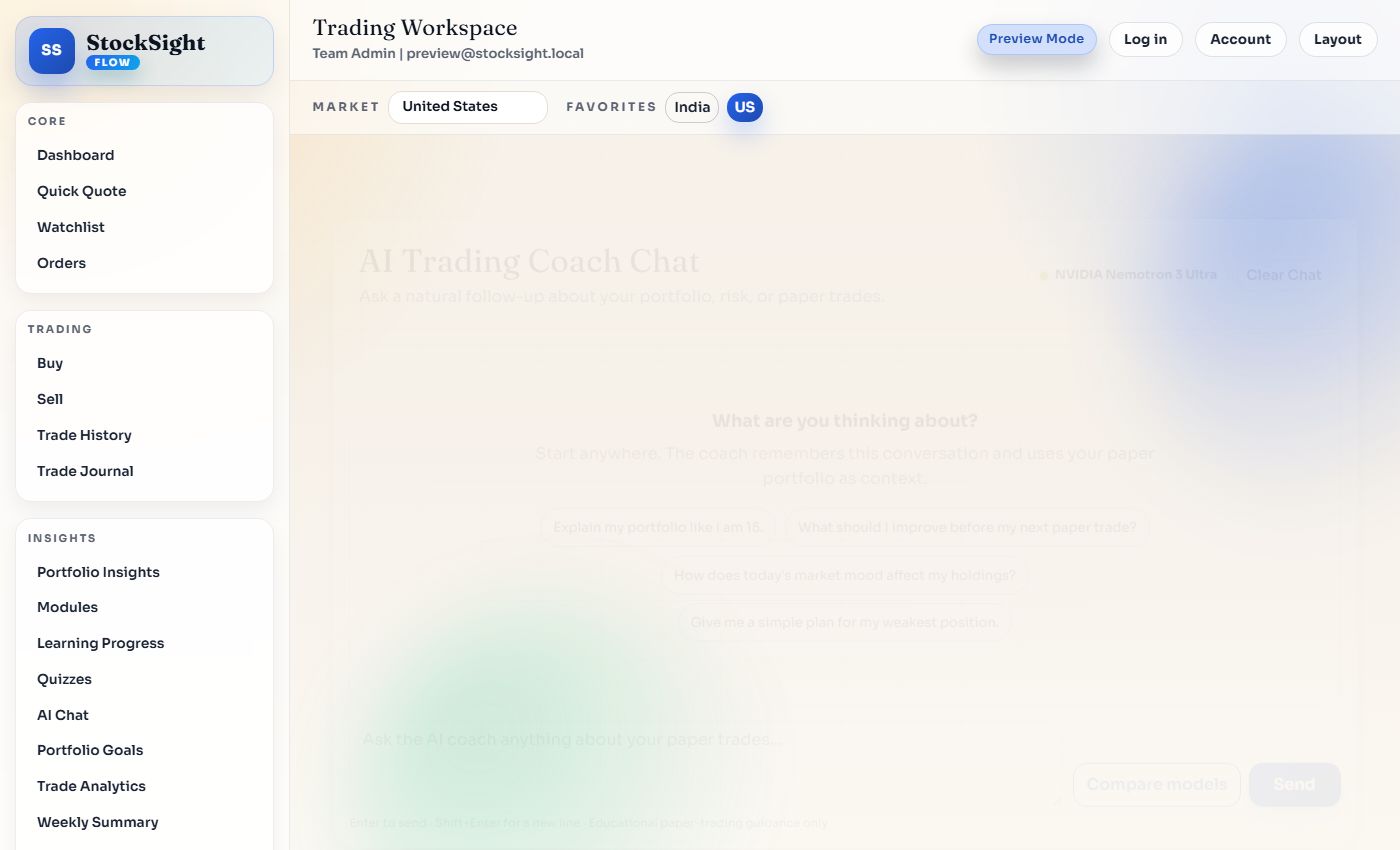 SS
StockSight
FLOW
CORE
Dashboard
Quick Quote
Watchlist
Orders
TRADING
Buy
Sell
Trade History
Trade Journal
INSIGHTS
Portfolio Insights
Modules
Learning Progress
Quizzes
AI Chat
Portfolio Goals
Trade Analytics
Weekly Summary
Trading Workspace
Team Admin | preview@stocksight.local
Preview Mode
Log in
Account
Layout
MARKET
United States
FAVORITES
India
US
AI Trading Coach Chat
Ask a natural follow-up about your portfolio, risk, or paper trades.
NVIDIA Nemotron 3 Ultra
Clear Chat
What are you thinking about?
Start anywhere. The coach remembers this conversation and uses your paper
portfolio as context.
Explain my portfolio like I am 16.
What should I improve before my next paper trade?
How does today's market mood affect my holdings?
Give me a simple plan for my weakest position.
Ask the AI coach anything about your paper trades...
Compare models
Send
Enter to send · Shift+Enter for a new line · Educational paper-trading guidance only